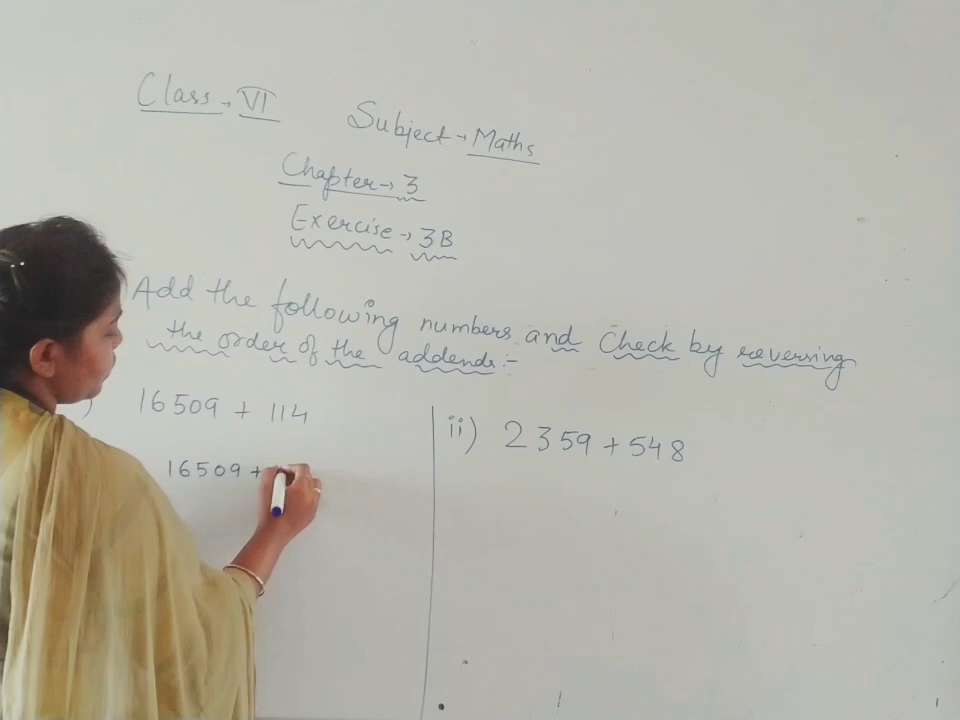 Class → VI
Subject → Maths
Chapter → 3
Exercise → 3B
Add the following numbers and check by reversing
the order of the addends :-
) 16509 + 114
16509 +
ii) 2359 + 548